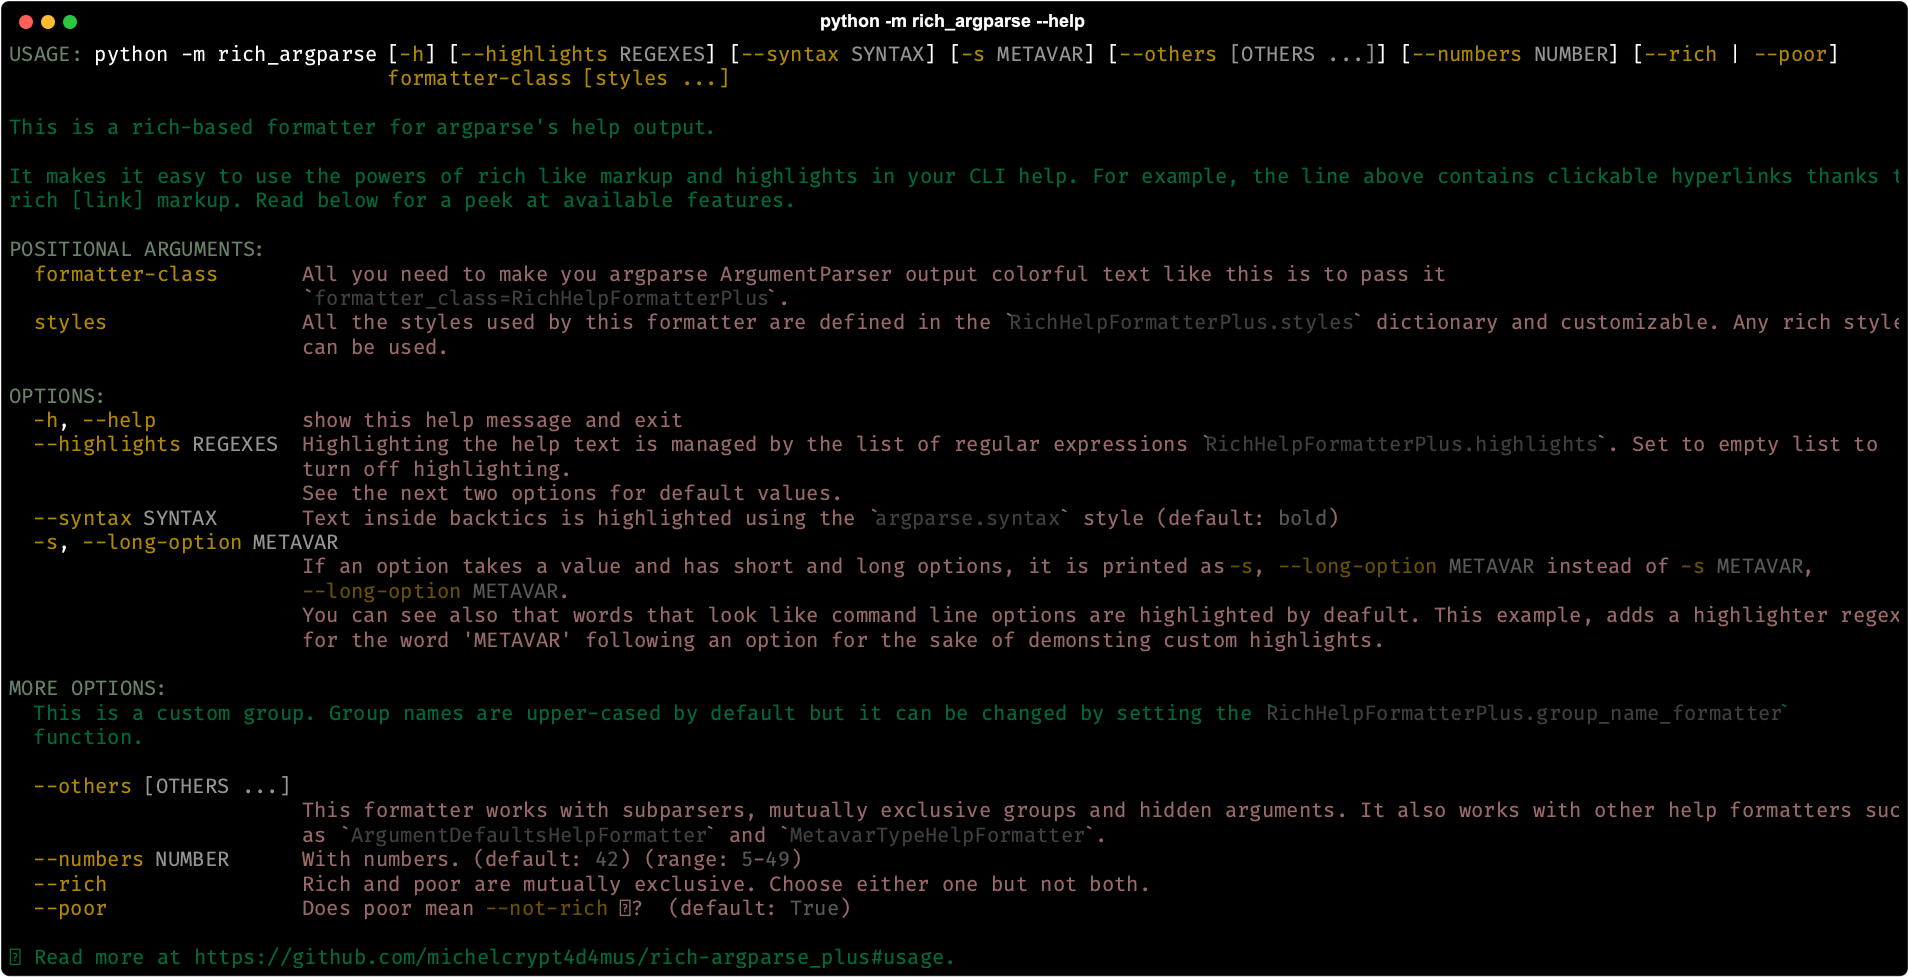 python -m rich_argparse --help
USAGE: python -m rich_argparse [-h] [--highlights REGEXES] [--syntax SYNTAX] [-s METAVAR] [--others [OTHERS ...]] [--numbers NUMBER] [--rich | --poor]
formatter-class [styles ...]
This is a rich-based formatter for argparse's help output.
It makes it easy to use the powers of rich like markup and highlights in your CLI help. For example, the line above contains clickable hyperlinks thanks t
rich [link] markup. Read below for a peek at available features.
POSITIONAL ARGUMENTS:
formatter-class All you need to make you argparse ArgumentParser output colorful text like this is to pass it
`formatter_class=RichHelpFormatterPlus`.
styles All the styles used by this formatter are defined in the `RichHelpFormatterPlus.styles` dictionary and customizable. Any rich style
can be used.
OPTIONS:
-h, --help show this help message and exit
--highlights REGEXES Highlighting the help text is managed by the list of regular expressions `RichHelpFormatterPlus.highlights`. Set to empty list to
turn off highlighting.
See the next two options for default values.
--syntax SYNTAX Text inside backtics is highlighted using the `argparse.syntax` style (default: bold)
-s, --long-option METAVAR
If an option takes a value and has short and long options, it is printed as -s, --long-option METAVAR instead of -s METAVAR,
--long-option METAVAR.
You can see also that words that look like command line options are highlighted by deafult. This example, adds a highlighter regex
for the word 'METAVAR' following an option for the sake of demonsting custom highlights.
MORE OPTIONS:
This is a custom group. Group names are upper-cased by default but it can be changed by setting the `RichHelpFormatterPlus.group_name_formatter`
function.
--others [OTHERS ...]
This formatter works with subparsers, mutually exclusive groups and hidden arguments. It also works with other help formatters suc
as `ArgumentDefaultsHelpFormatter` and `MetavarTypeHelpFormatter`.
--numbers NUMBER With numbers. (default: 42) (range: 5-49)
--rich Rich and poor are mutually exclusive. Choose either one but not both.
--poor Does poor mean --not-rich ? (default: True)
Read more at https://github.com/michelcrypt4d4mus/rich-argparse_plus#usage.